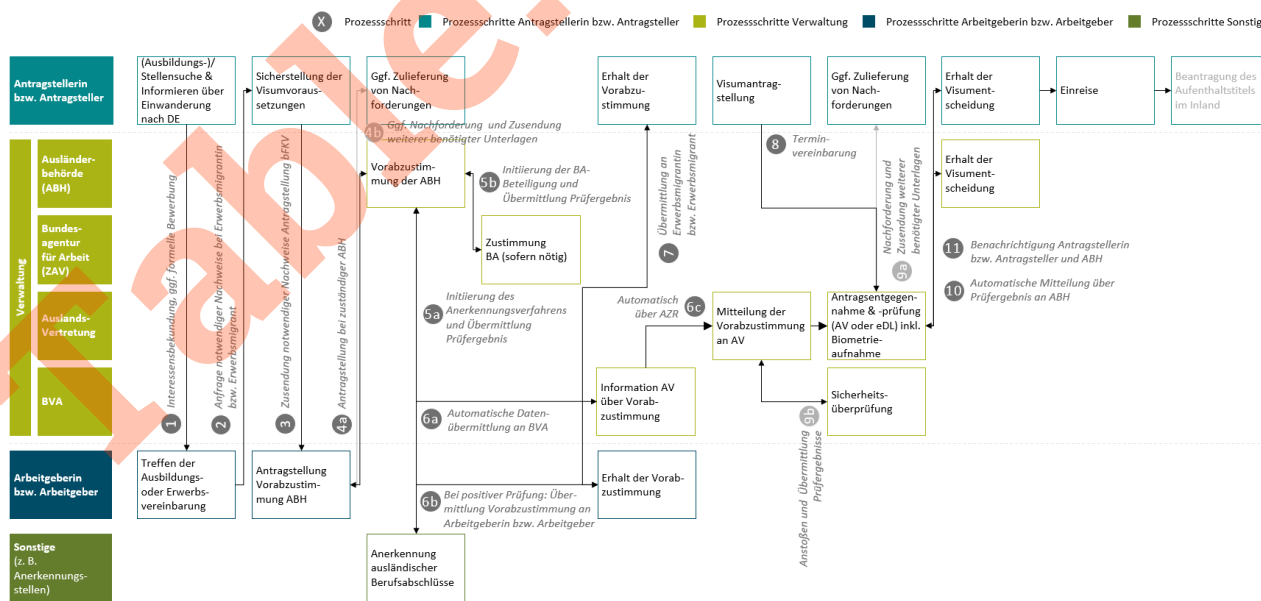 X Prozessschritt Prozessschritte Antragstellerin bzw. Antragsteller Prozessschritte Verwaltung Prozessschritte Arbeitgeberin bzw. Arbeitgeber Prozessschritte Sonstig
Antragstellerin
bzw. Antragsteller
(Ausbildungs-)/
Stellensuche &
Informieren über
Einwanderung
nach DE
Sicherstellung der
Visumvoraus-
setzungen
Ggf. Zulieferung
von Nach-
forderungen
Erhalt der
Vorabzu-
stimmung
Visumantrag-
stellung
Ggf. Zulieferung
von Nach-
forderungen
Erhalt der
Visument-
scheidung
Einreise
Beantragung des
Aufenthaltstitels
im Inland
4b Ggf. Nachforderung und Zusendung
weiterer benötigter Unterlagen
8 Termin-
vereinbarung
Verwaltung
Ausländer-
behörde
(ABH)
Vorabzustim-
mung der ABH
5b Initiierung der BA-
Beteiligung und
Übermittlung Prüfergebnis
Erhalt der
Visument-
scheidung
Bundes-
agentur
für Arbeit
(ZAV)
Zustimmung
BA (sofern nötig)
7 Übermittlung an
Erwerbsmigrantin
bzw. Erwerbsmigrant
9a Nachforderung und
Zusendung weiterer
benötigter Unterlagen
11 Benachrichtigung Antragstellerin
bzw. Antragsteller und ABH
10 Automatische Mitteilung über
Prüfergebnis an ABH
Auslands-
Vertretung
5a Initiierung des
Anerkennungsverfahrens
und Übermittlung
Prüfergebnis
Automatisch
über AZR
6c
Mitteilung der
Vorabzustimmung
an AV
Antragsentgegen-
nahme & -prüfung
(AV oder eDL) inkl.
Biometrie-
aufnahme
BVA
1 Interessensbekundung, ggf. formelle Bewerbung
2 Anfrage notwendiger Nachweise bei Erwerbsmigrantin
bzw. Erwerbsmigrant
3 Zusendung notwendiger Nachweise Antragstellung bFKV
4a Antragstellung bei zuständiger ABH
6a Automatische Daten-
übermittlung an BVA
Information AV
über Vorab-
zustimmung
Sicherheits-
überprüfung
9b Anstoßen und Übermittlung
Prüfergebnisse
Arbeitgeberin
bzw. Arbeitgeber
Treffen der
Ausbildungs-
oder Erwerbs-
vereinbarung
Antragstellung
Vorabzustim-
mung ABH
6b Bei positiver Prüfung: Über-
mittlung Vorabzustimmung an
Arbeitgeberin bzw. Arbeitgeber
Erhalt der Vorab-
zustimmung
Sonstige
(z. B.
Anerkennungs-
stellen)
Anerkennung
ausländischer
Berufsabschlüsse
Table.